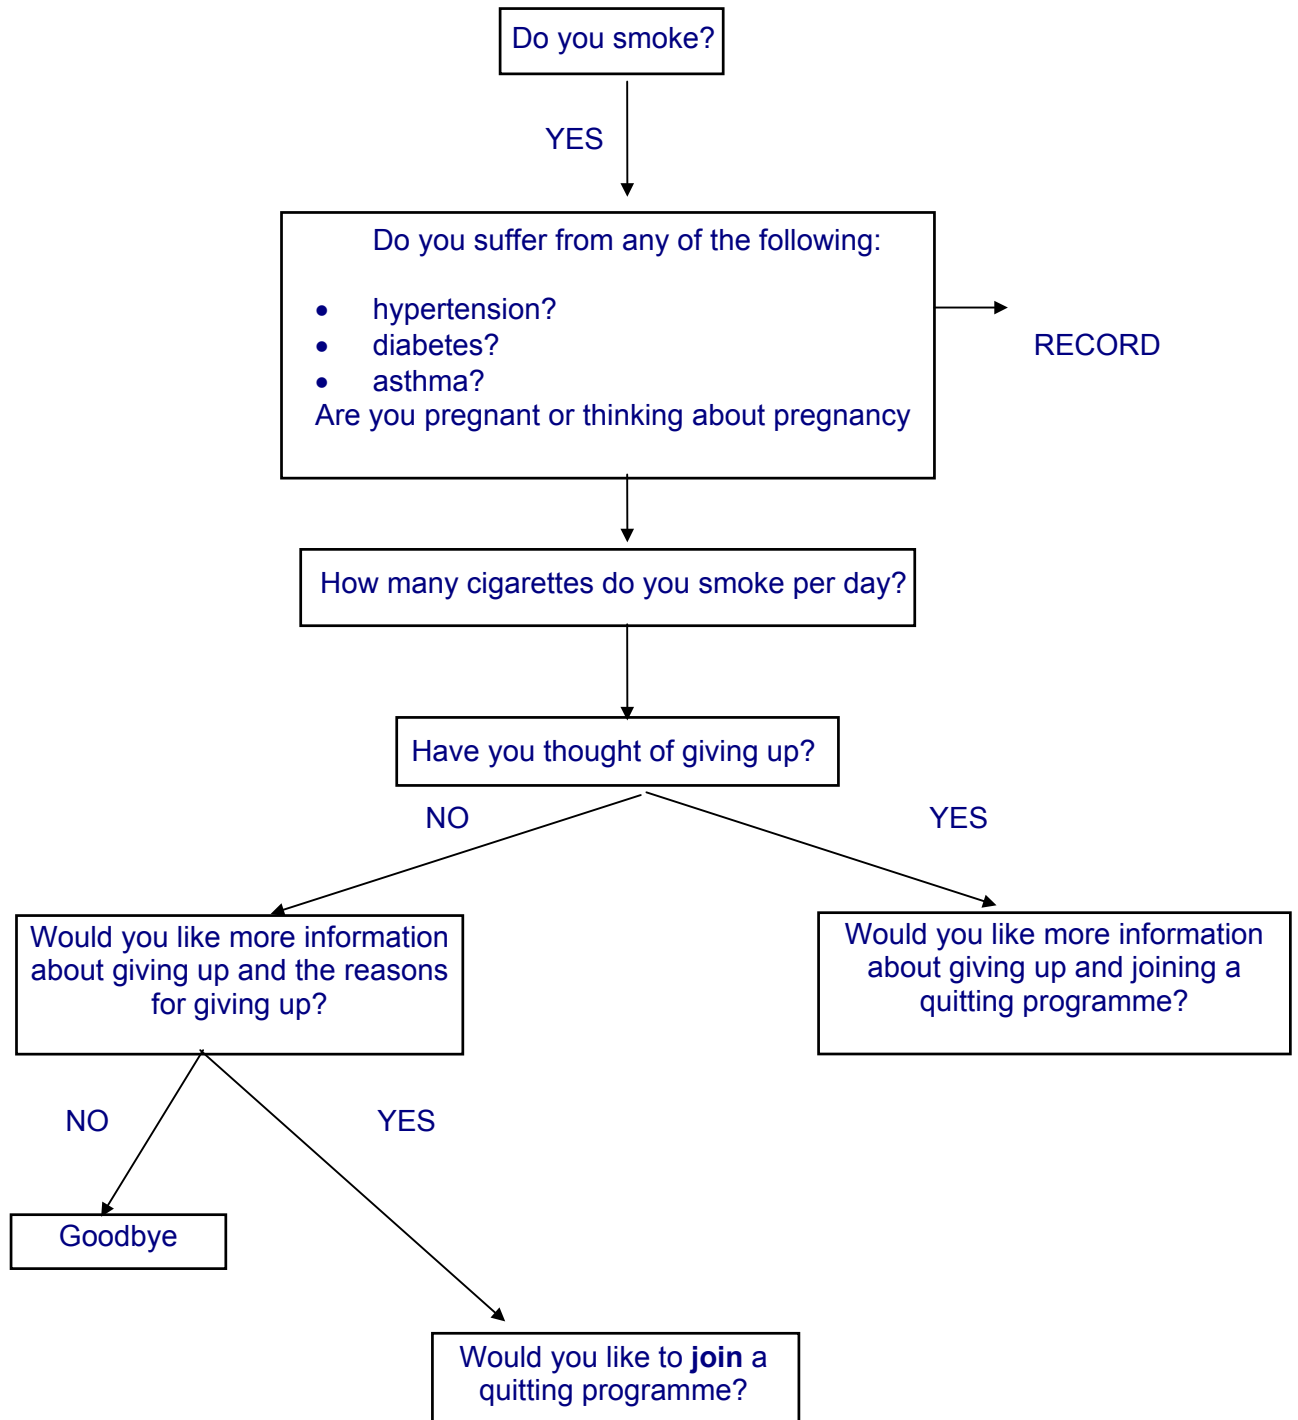 Do you smoke?
YES
Do you suffer from any of the following:
• hypertension?
• diabetes?
• asthma?
Are you pregnant or thinking about pregnancy
RECORD
How many cigarettes do you smoke per day?
Have you thought of giving up?
NO
YES
Would you like more information
about giving up and the reasons
for giving up?
Would you like more information
about giving up and joining a
quitting programme?
NO
YES
Goodbye
Would you like to join a
quitting programme?